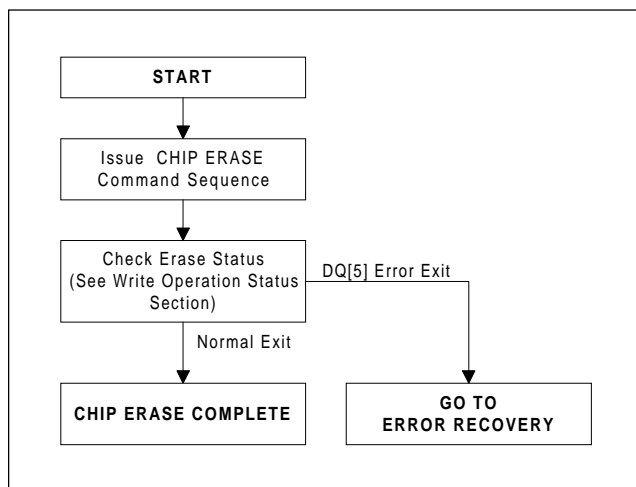 START
Issue CHIP ERASE
Command Sequence
Check Erase Status
(See Write Operation Status
Section)
DQ[5] Error Exit
Normal Exit
CHIP ERASE COMPLETE
GO TO
ERROR RECOVERY